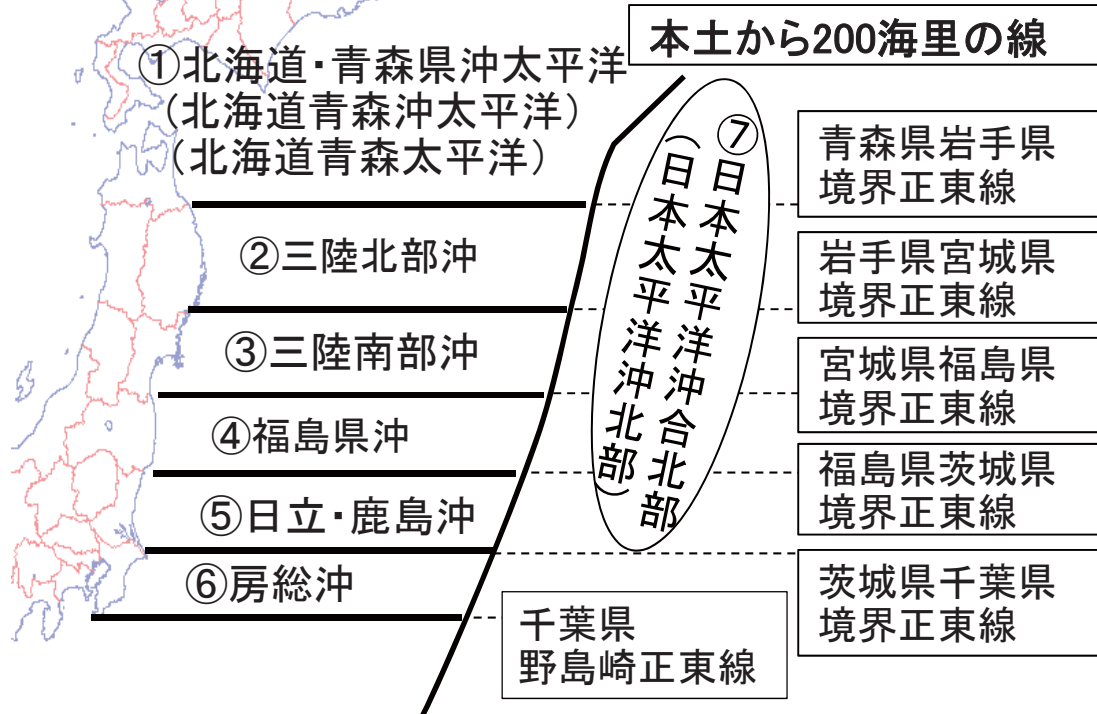 本土から200海里の線
①北海道・青森県沖太平洋
(北海道青森沖太平洋)
(北海道青森太平洋)
⑦日本太平洋沖合北部
(日本太平洋沖北部)
青森県岩手県
境界正東線
②三陸北部沖
岩手県宮城県
境界正東線
③三陸南部沖
宮城県福島県
境界正東線
④福島県沖
福島県茨城県
境界正東線
⑤日立・鹿島沖
⑥房総沖
茨城県千葉県
境界正東線
千葉県
野島崎正東線